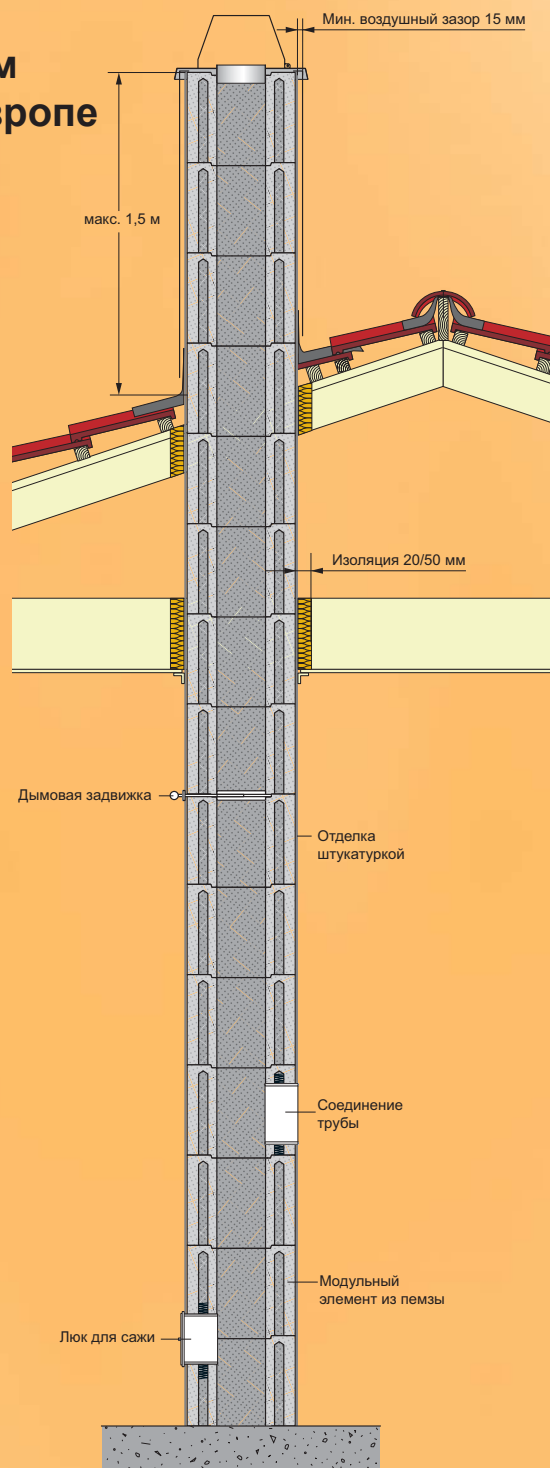 Мин. воздушный зазор 15 мм
м
вропе
макс. 1,5 м
Изоляция 20/50 мм
Дымовая задвижка
Отделка
штукатуркой
Соединение
трубы
Модульный
элемент из пемзы
Люк для сажи